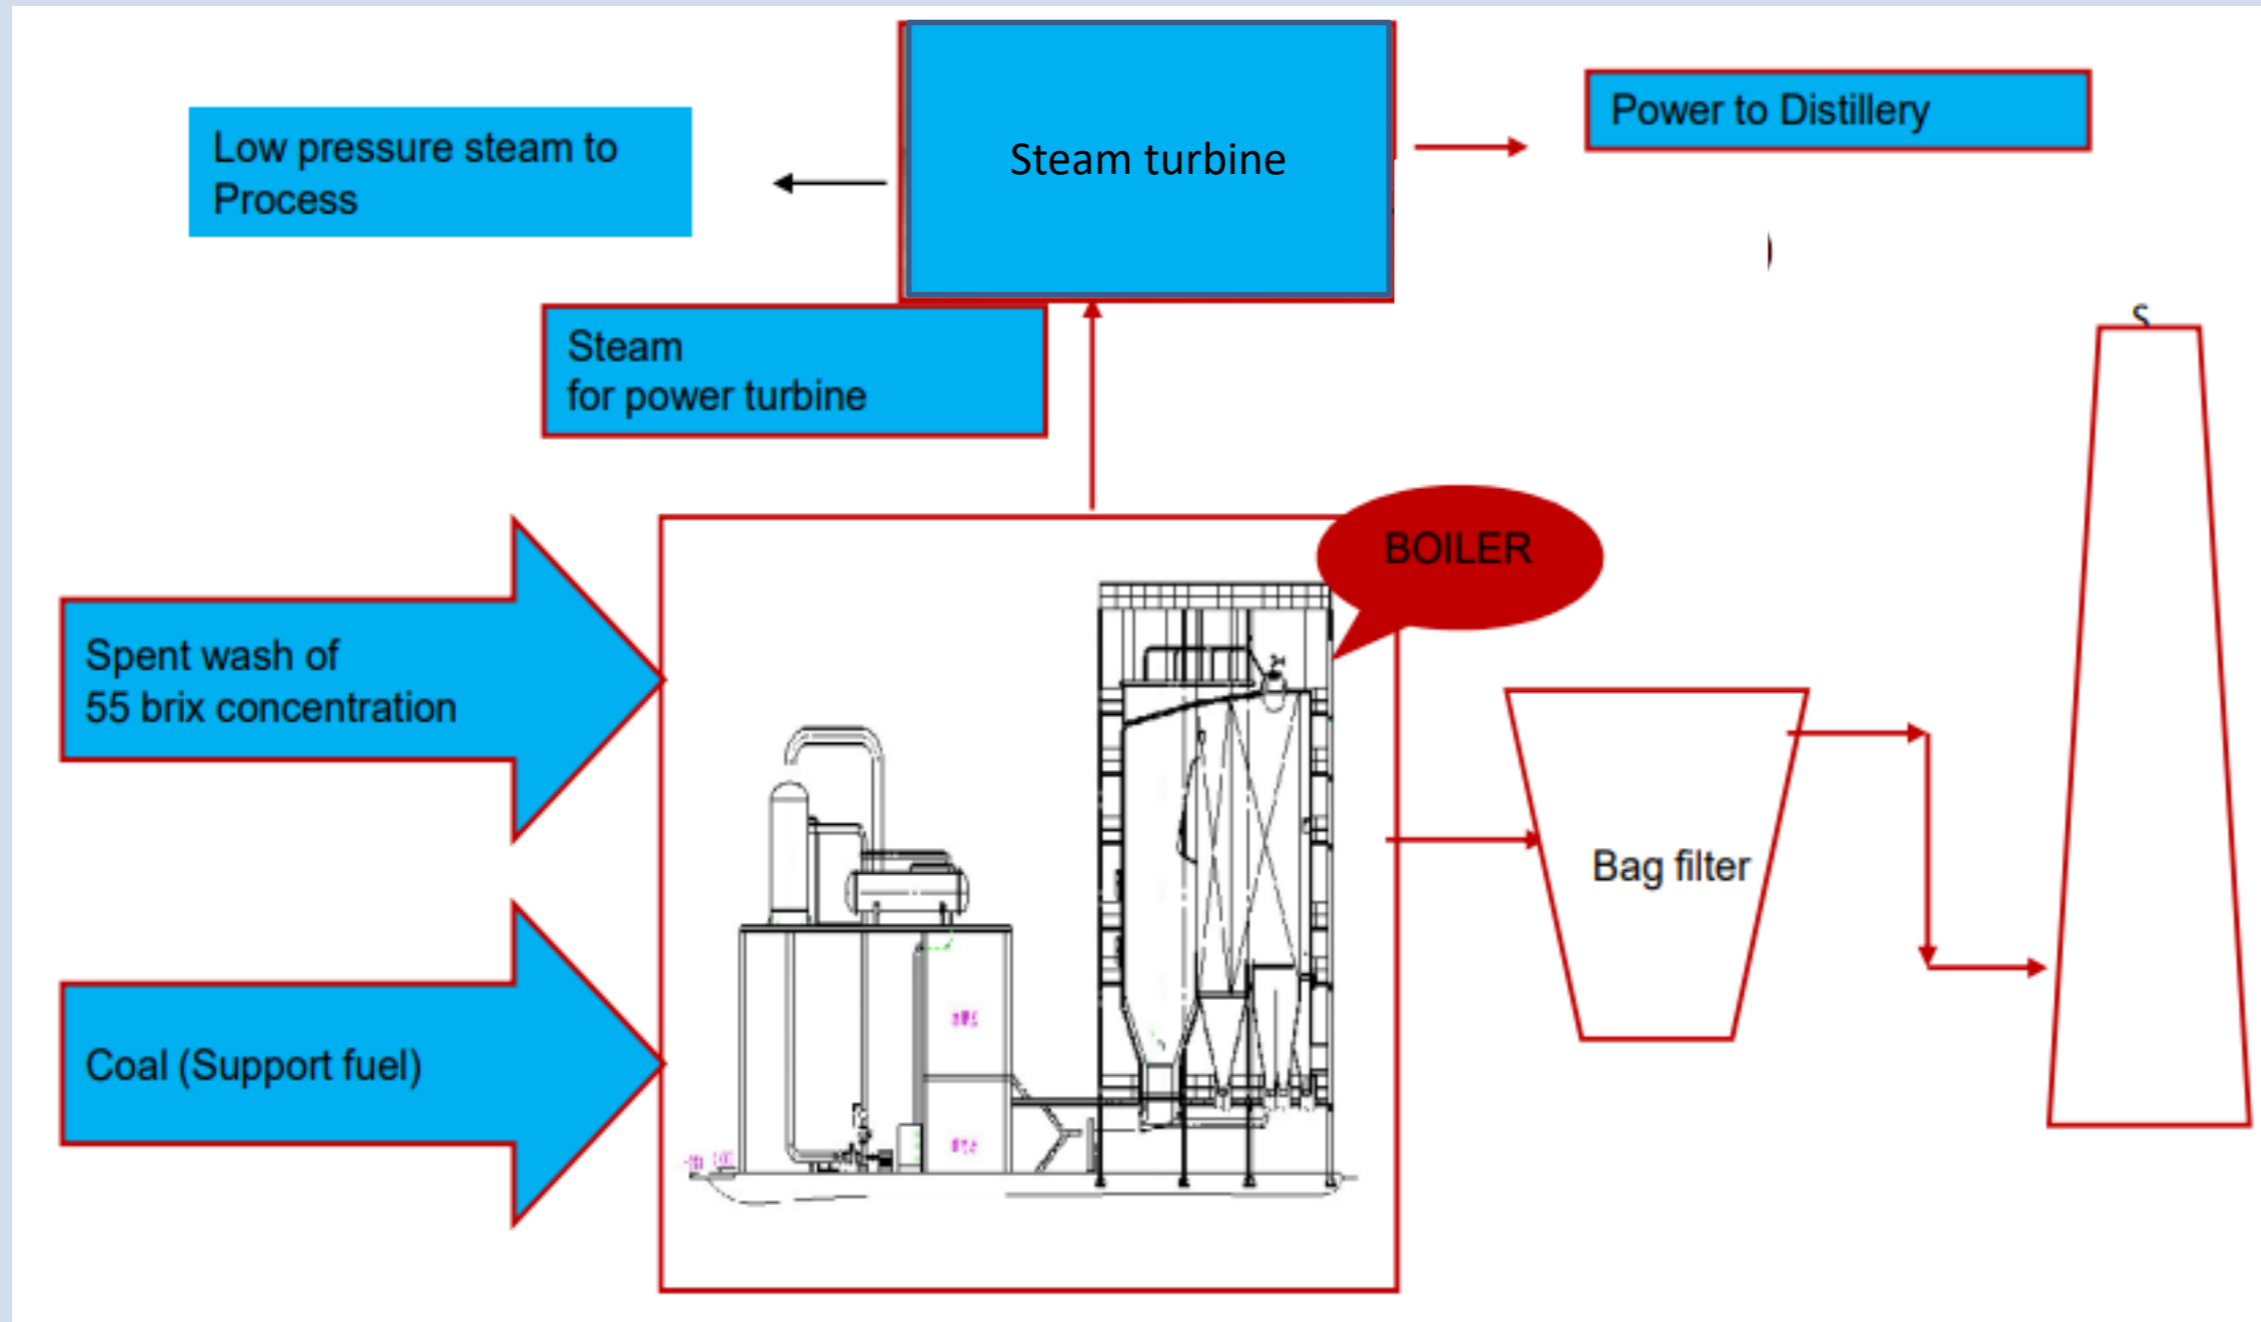 Steam turbine
Power to Distillery
Low pressure steam to
Process
)
S
Steam
for power turbine
BOILER
Spent wash of
55 brix concentration
Bag filter
Coal (Support fuel)